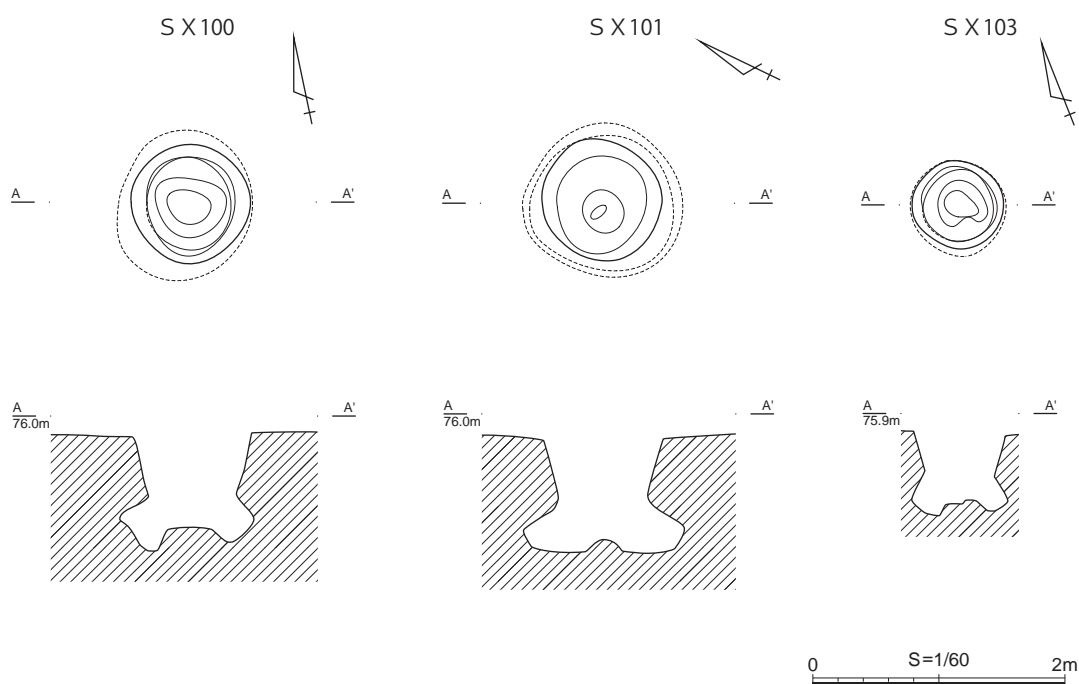 S X 100
S X 101
S X 103
A A'
A A'
A A'
A A'
76.0m
A A'
76.0m
A A'
75.9m
0 S=1/60 2m